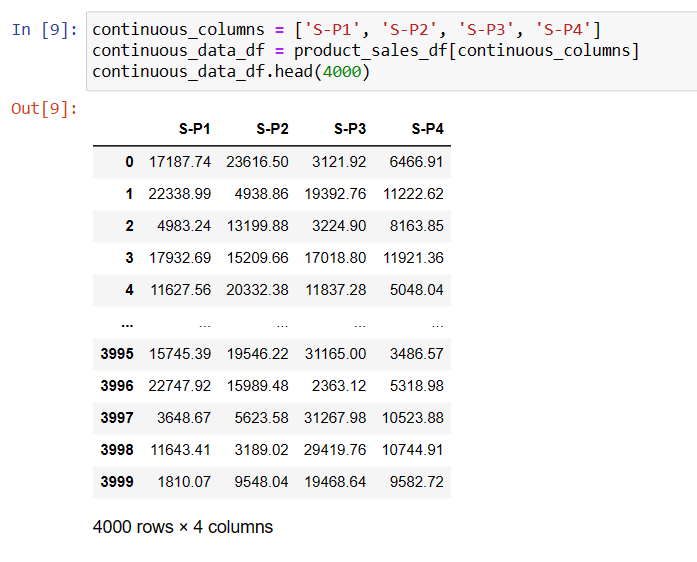 In [9]: continuous_columns = ['S-P1', 'S-P2', 'S-P3', 'S-P4']
continuous_data_df = product_sales_df[continuous_columns]
continuous_data_df.head(4000)
Out[9]:
S-P1 S-P2 S-P3 S-P4
0 17187.74 23616.50 3121.92 6466.91
1 22338.99 4938.86 19392.76 11222.62
2 4983.24 13199.88 3224.90 8163.85
3 17932.69 15209.66 17018.80 11921.36
4 11627.56 20332.38 11837.28 5048.04
... ... ... ... ...
3995 15745.39 19546.22 31165.00 3486.57
3996 22747.92 15989.48 2363.12 5318.98
3997 3648.67 5623.58 31267.98 10523.88
3998 11643.41 3189.02 29419.76 10744.91
3999 1810.07 9548.04 19468.64 9582.72
4000 rows × 4 columns